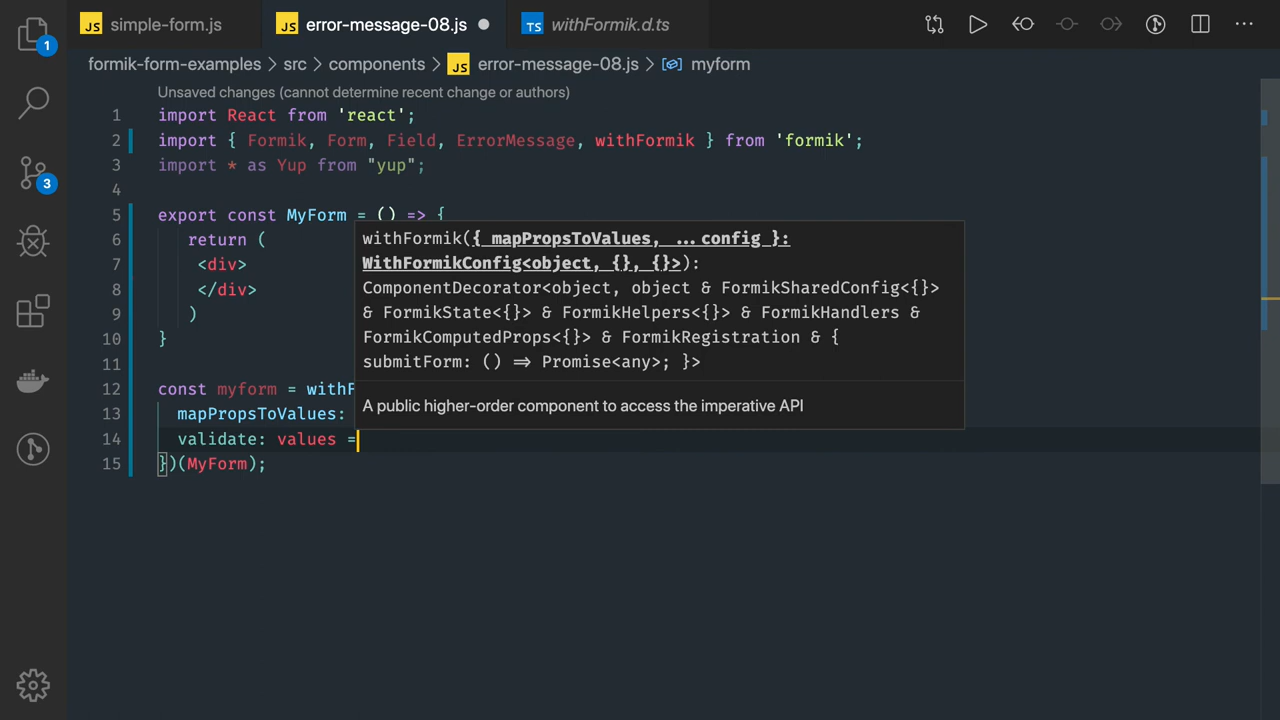 JS simple-form.js JS error-message-08.js TS withFormik.d.ts
1
formik-form-examples > src > components > JS error-message-08.js > myform
Unsaved changes (cannot determine recent change or authors)
1 import React from 'react';
2 import { Formik, Form, Field, ErrorMessage, withFormik } from 'formik';
3 import * as Yup from "yup";
4
5 export const MyForm = () => {
6 return (
7 <div>
8 </div>
9 )
10 }
11
12 const myform = withF
13 mapPropsToValues:
14 validate: values =
15 })(MyForm);
withFormik({ mapPropsToValues, ...config }:
WithFormikConfig<object, {}, {}>):
ComponentDecorator<object, object & FormikSharedConfig<{}>
& FormikState<{}> & FormikHelpers<{}> & FormikHandlers &
FormikComputedProps<{}> & FormikRegistration & {
submitForm: () => Promise<any>; }>
A public higher-order component to access the imperative API
3